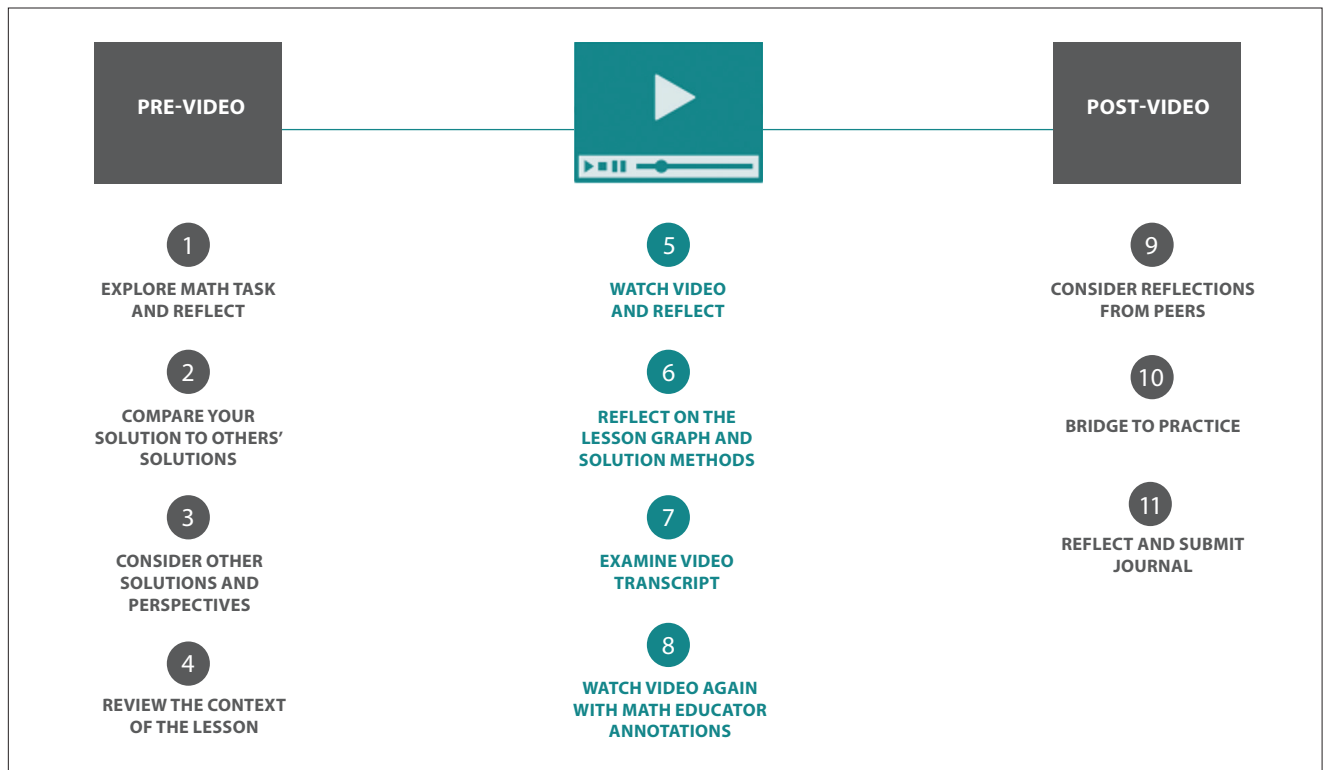 PRE-VIDEO
1
EXPLORE MATH TASK
AND REFLECT
2
COMPARE YOUR
SOLUTION TO OTHERS’
SOLUTIONS
3
CONSIDER OTHER
SOLUTIONS AND
PERSPECTIVES
4
REVIEW THE CONTEXT
OF THE LESSON
5
WATCH VIDEO
AND REFLECT
6
REFLECT ON THE
LESSON GRAPH AND
SOLUTION METHODS
7
EXAMINE VIDEO
TRANSCRIPT
8
WATCH VIDEO AGAIN
WITH MATH EDUCATOR
ANNOTATIONS
POST-VIDEO
9
CONSIDER REFLECTIONS
FROM PEERS
10
BRIDGE TO PRACTICE
11
REFLECT AND SUBMIT
JOURNAL